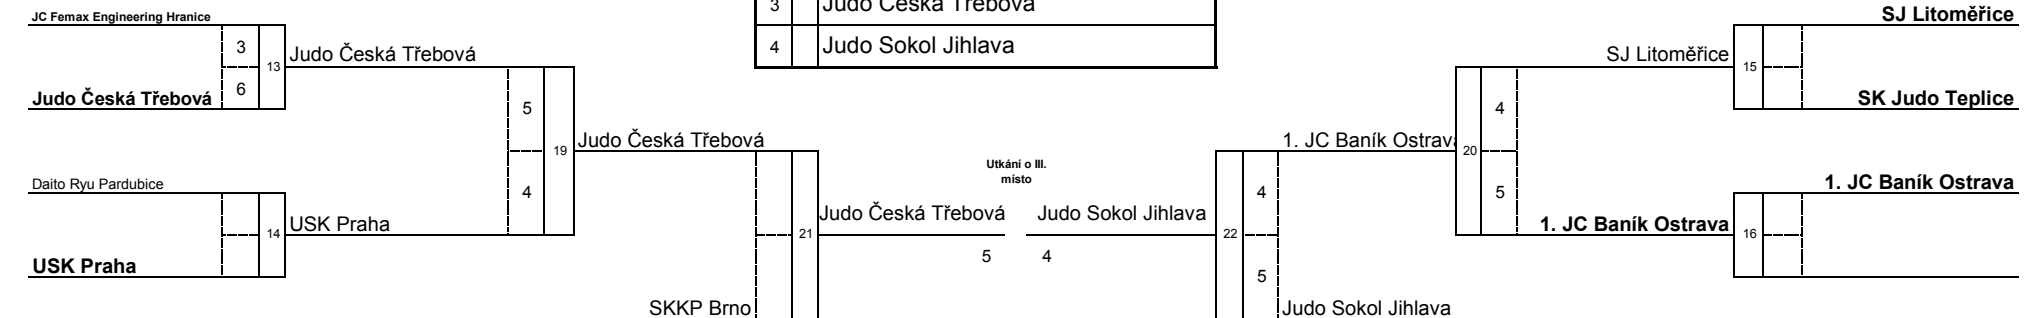 JC Femax Engineering Hranice
3 Judo Česká Třebová
SJ Litoměřice
3
13
Judo Česká Třebová
4 Judo Sokol Jihlava
SJ Litoměřice
15
Judo Česká Třebová
6
5
4
SK Judo Teplice
19
Judo Česká Třebová
1. JC Baník Ostrava
20
Utkání o III.
místo
Daito Ryu Pardubice
4
4
5
1. JC Baník Ostrava
14
USK Praha
21
Judo Česká Třebová
Judo Sokol Jihlava
22
1. JC Baník Ostrava
16
USK Praha
5
4
5
SKKP Brno
Judo Sokol Jihlava